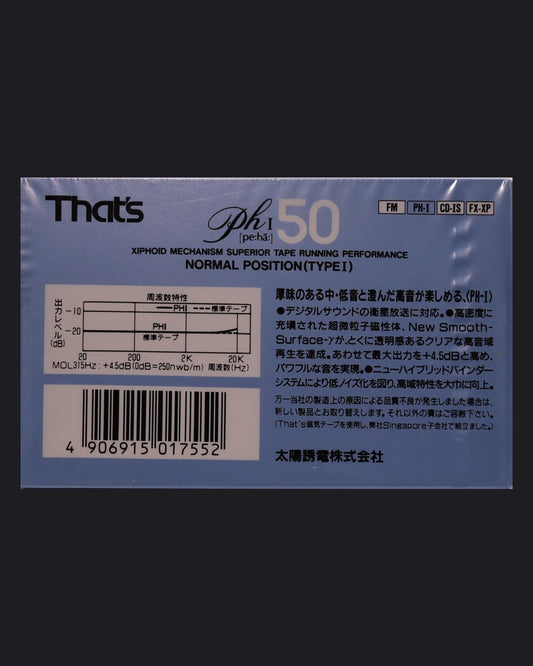 That's
Ph I 50
[pe:ha:]
FM PH-I CD-IS FX-XP
XIPHOID MECHANISM SUPERIOR TAPE RUNNING PERFORMANCE
NORMAL POSITION (TYPE I)
周波数特性
出力レベル(dB)
-10
-20
PHI
標準テープ
PHI
標準テープ
20 200 2K 20K
MOL315Hz:+4.5dB(0dB=250nwb/m) 周波数(Hz)
4 906915 017552
厚味のある中・低音と澄んだ高音が楽しめる、〈PH-I〉
●デジタルサウンドの衛星放送に対応。●高密度に
充填された超微粒子磁性体、New Smooth-
Surface-γが、とくに透明感あるクリアな高音域
再生を達成。あわせて最大出力を+4.5dBと高め、
パワフルな音を実現。●ニューハイブリッドバインダー
システムにより低ノイズ化を図り、高域特性を大巾に向上。
万一当社の製造上の原因による品質不良が発生しました場合は、
新しい製品とお取り替えします。それ以外の責はご容赦下さい。
(That's磁気テープを使用し、弊社Singapore子会社で組立ました。)
太陽誘電株式会社